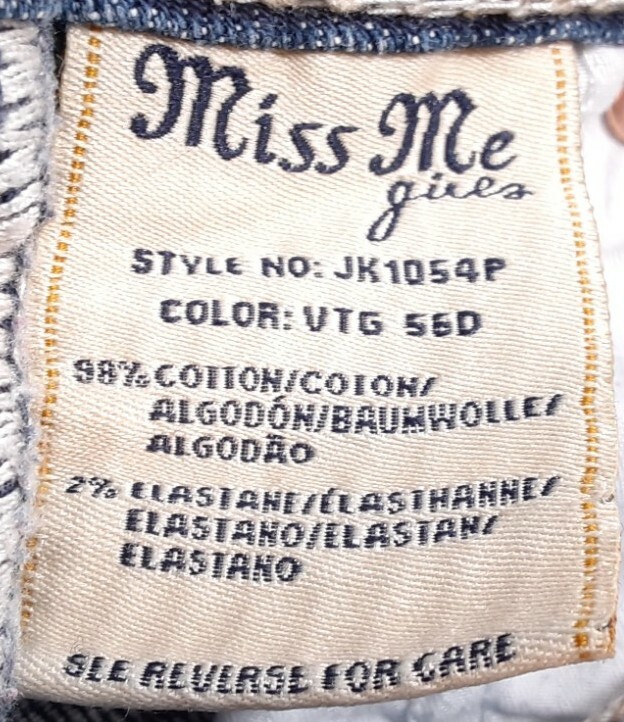 Miss Me
girls
STYLE NO: JK1054P
COLOR: VTG 56D
98% COTTON/COTON/
ALGODÓN/BAUMWOLLE/
ALGODÃO
2% ELASTANE/ÉLASTHANNE/
ELASTANO/ELASTAN/
ELASTANO
SEE REVERSE FOR CARE